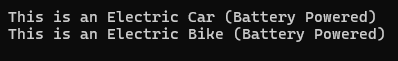 This is an Electric Car (Battery Powered)
This is an Electric Bike (Battery Powered)